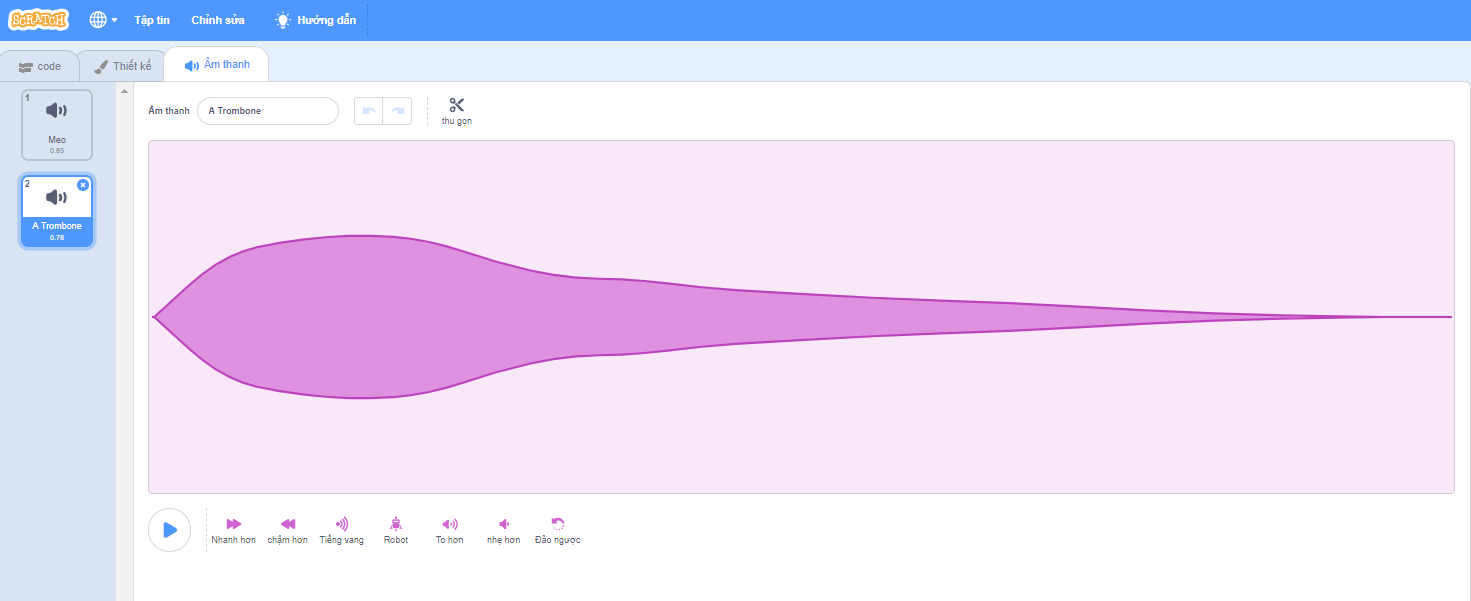 SCRATCH Tập tin Chỉnh sửa Hướng dẫn
code Thiết kế Âm thanh
1
Meo
0.85
2
A Trombone
0.78
Âm thanh A Trombone thu gọn
Nhanh hơn chậm hơn Tiếng vang Robot To hơn nhẹ hơn Đảo ngược